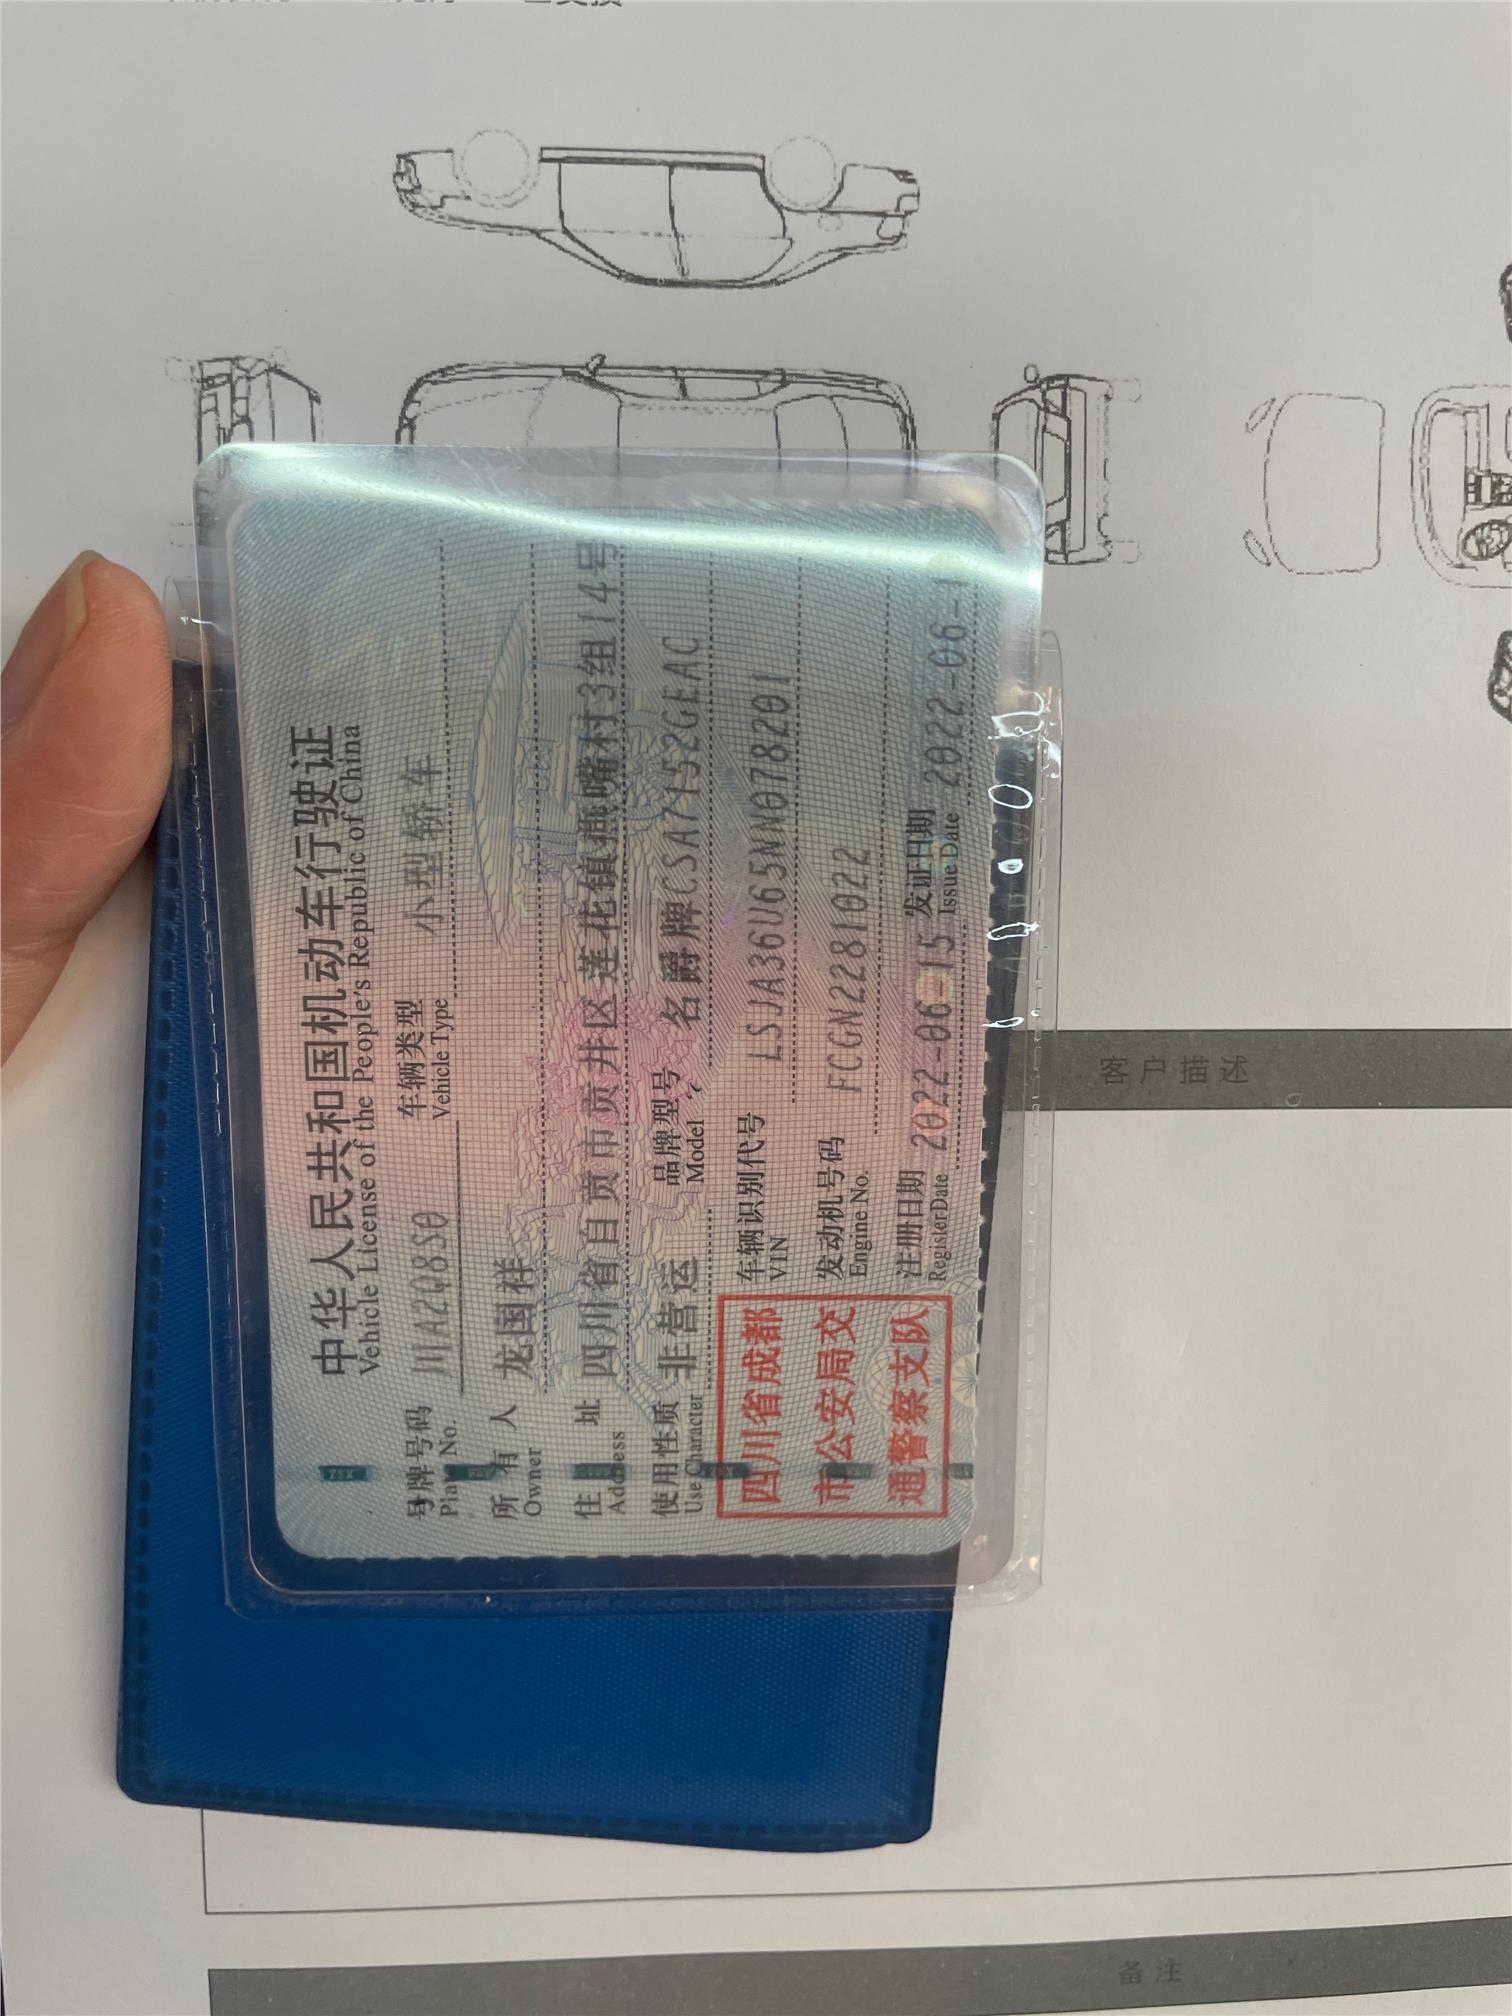 中华人民共和国机动车行驶证
Vehicle License of the People's Republic of China
号牌号码 川A2Q8S0 车辆类型 小型轿车
Plate No. Vehicle Type
所有人 龙国祥
Owner
住址 四川省自贡市贡井区莲花镇燕嘴村3组14号
Address
使用性质 非营运 品牌型号 名爵牌CSA7152GEAC
Use Character Model
车辆识别代号 LSJA36U65NN078201
VIN
发动机号码 FCGN2281022
Engine No.
注册日期 2022-06-15 发证日期 2022-06-1
Register Date Issue Date
四川省成都
市公安局交
通警察支队
客户描述
备注